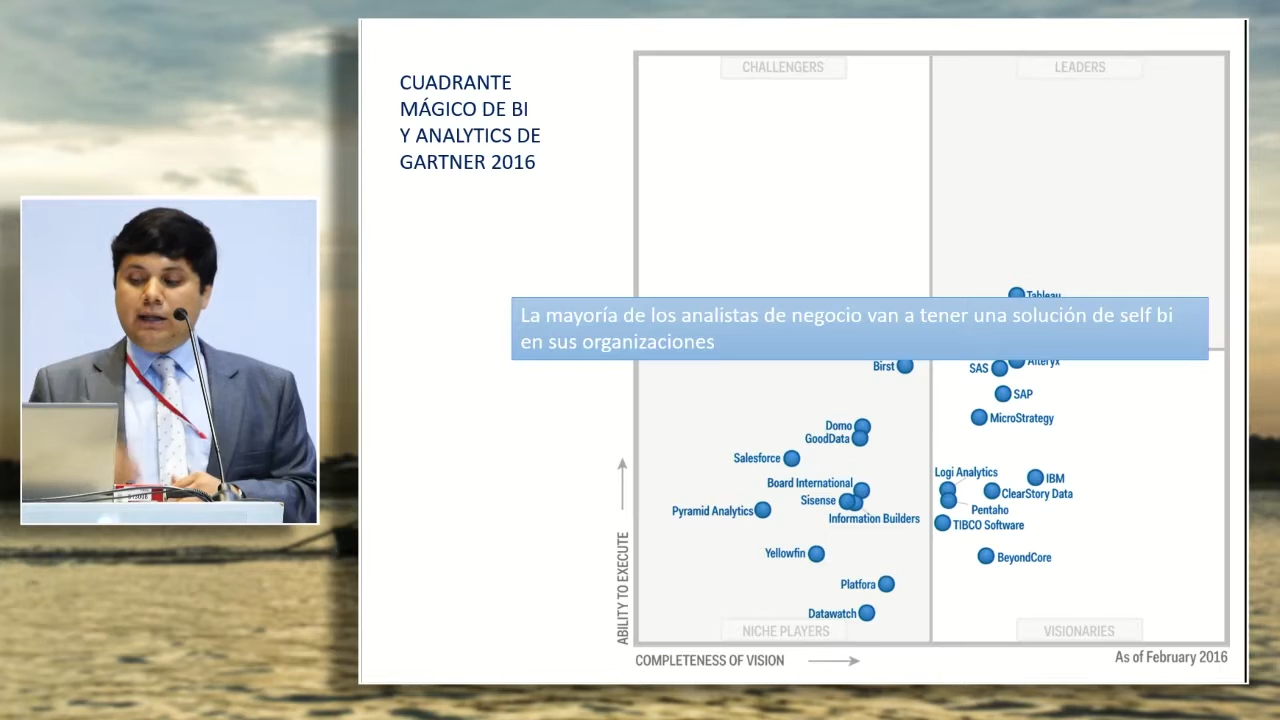 CUADRANTE
MÁGICO DE BI
Y ANALYTICS DE
GARTNER 2016
CHALLENGERS
LEADERS
Tableau
La mayoría de los analistas de negocio van a tener una solución de self bi
en sus organizaciones
Alteryx
Birst
SAS
SAP
MicroStrategy
Domo
GoodData
Salesforce
Logi Analytics
IBM
Board International
ClearStory Data
Sisense
Pyramid Analytics
Pentaho
Information Builders
TIBCO Software
Yellowfin
BeyondCore
Platfora
Datawatch
ABILITY TO EXECUTE
NICHE PLAYERS
VISIONARIES
COMPLETENESS OF VISION
As of February 2016